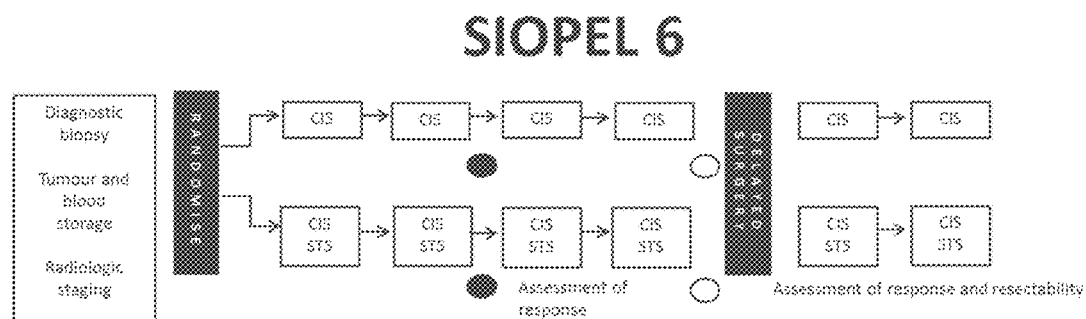 SIOPEL 6
Diagnostic
biopsy
Tumour and
blood
storage
Radiologic
staging
RANDOMISE
CIS
CIS
CIS
CIS
CIS
STS
CIS
STS
CIS
STS
CIS
STS
Assessment of
response
DELAYED
SURGERY
CIS
CIS
CIS
STS
CIS
STS
Assessment of response and resectability